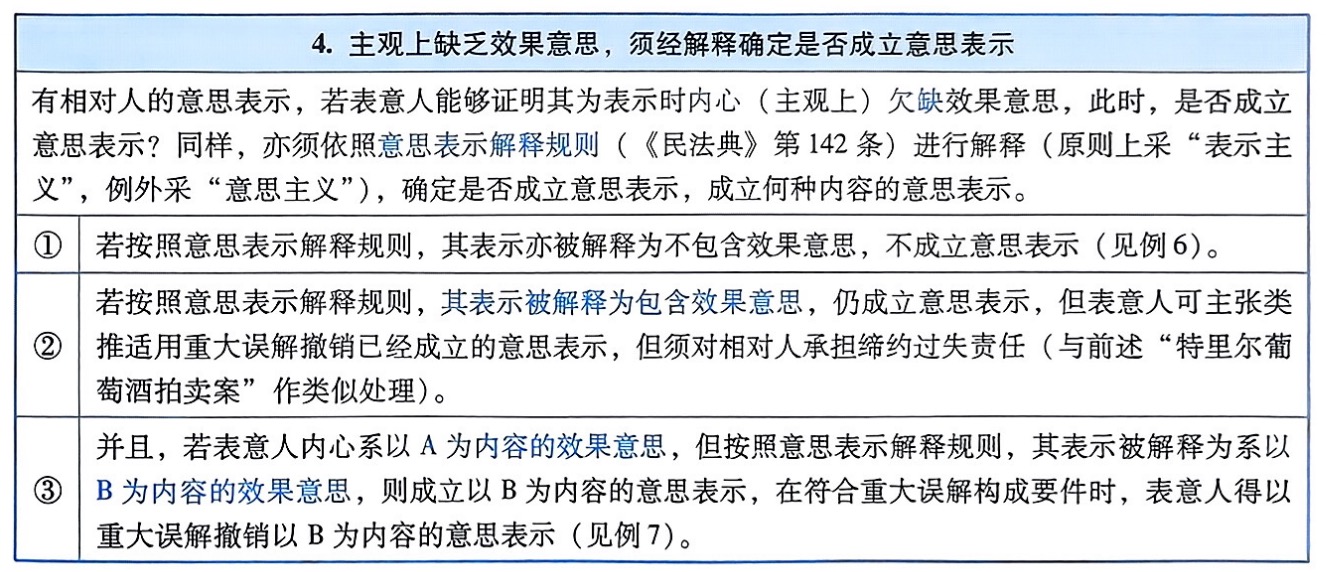 4. 主观上缺乏效果意思，须经解释确定是否成立意思表示
有相对人的意思表示，若表意人能够证明其为表示时内心（主观上）欠缺效果意思，此时，是否成立
意思表示？同样，亦须依照意思表示解释规则（《民法典》第 142 条）进行解释（原则上采“表示主
义”，例外采“意思主义”），确定是否成立意思表示，成立何种内容的意思表示。
① 若按照意思表示解释规则，其表示亦被解释为不包含效果意思，不成立意思表示（见例 6）。
若按照意思表示解释规则，其表示被解释为包含效果意思，仍成立意思表示，但表意人可主张类
② 推适用重大误解撤销已经成立的意思表示，但须对相对人承担缔约过失责任（与前述“特里尔葡
萄酒拍卖案”作类似处理）。
并且，若表意人内心系以 A 为内容的效果意思，但按照意思表示解释规则，其表示被解释为系以
③ B 为内容的效果意思，则成立以 B 为内容的意思表示，在符合重大误解构成要件时，表意人得以
重大误解撤销以 B 为内容的意思表示（见例 7）。